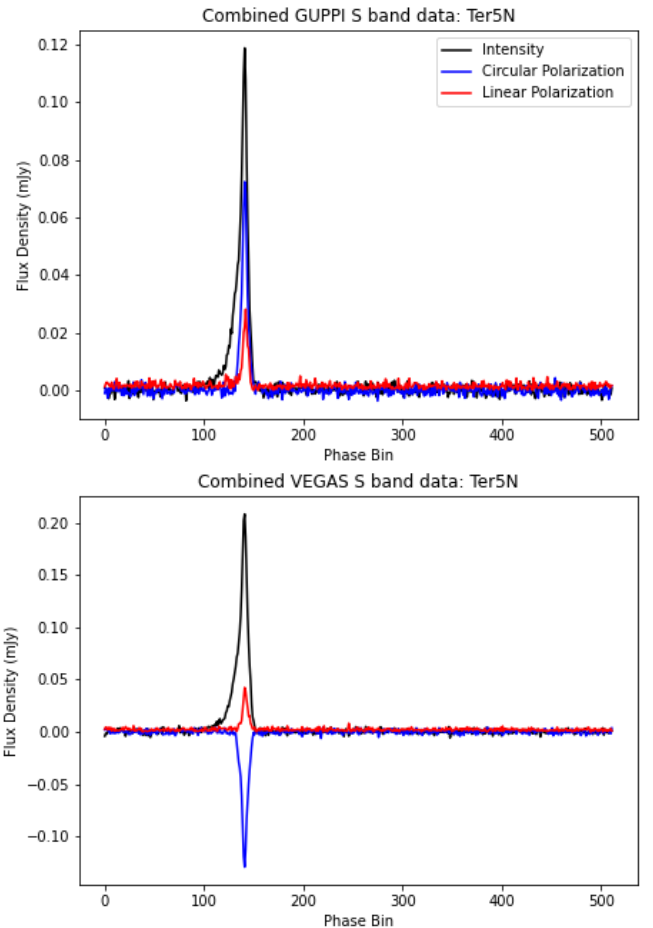 Combined GUPPI S band data: Ter5N
Intensity
Circular Polarization
Linear Polarization
0.12
0.10
0.08
0.06
0.04
0.02
0.00
Flux Density (mJy)
0 100 200 300 400 500
Phase Bin
Combined VEGAS S band data: Ter5N
0.20
0.15
0.10
0.05
0.00
−0.05
−0.10
Flux Density (mJy)
0 100 200 300 400 500
Phase Bin